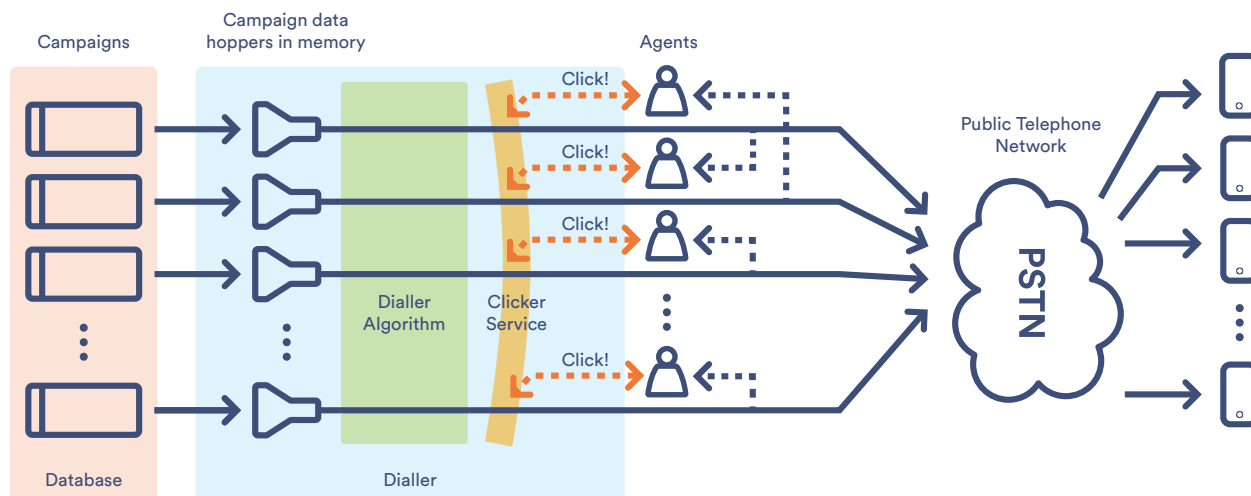 Campaign data
hoppers in memory
Campaigns
Agents
Click!
Public Telephone
Network
Click!
Click!
PSTN
Dialler
Algorithm
Clicker
Service
Click!
Database
Dialler